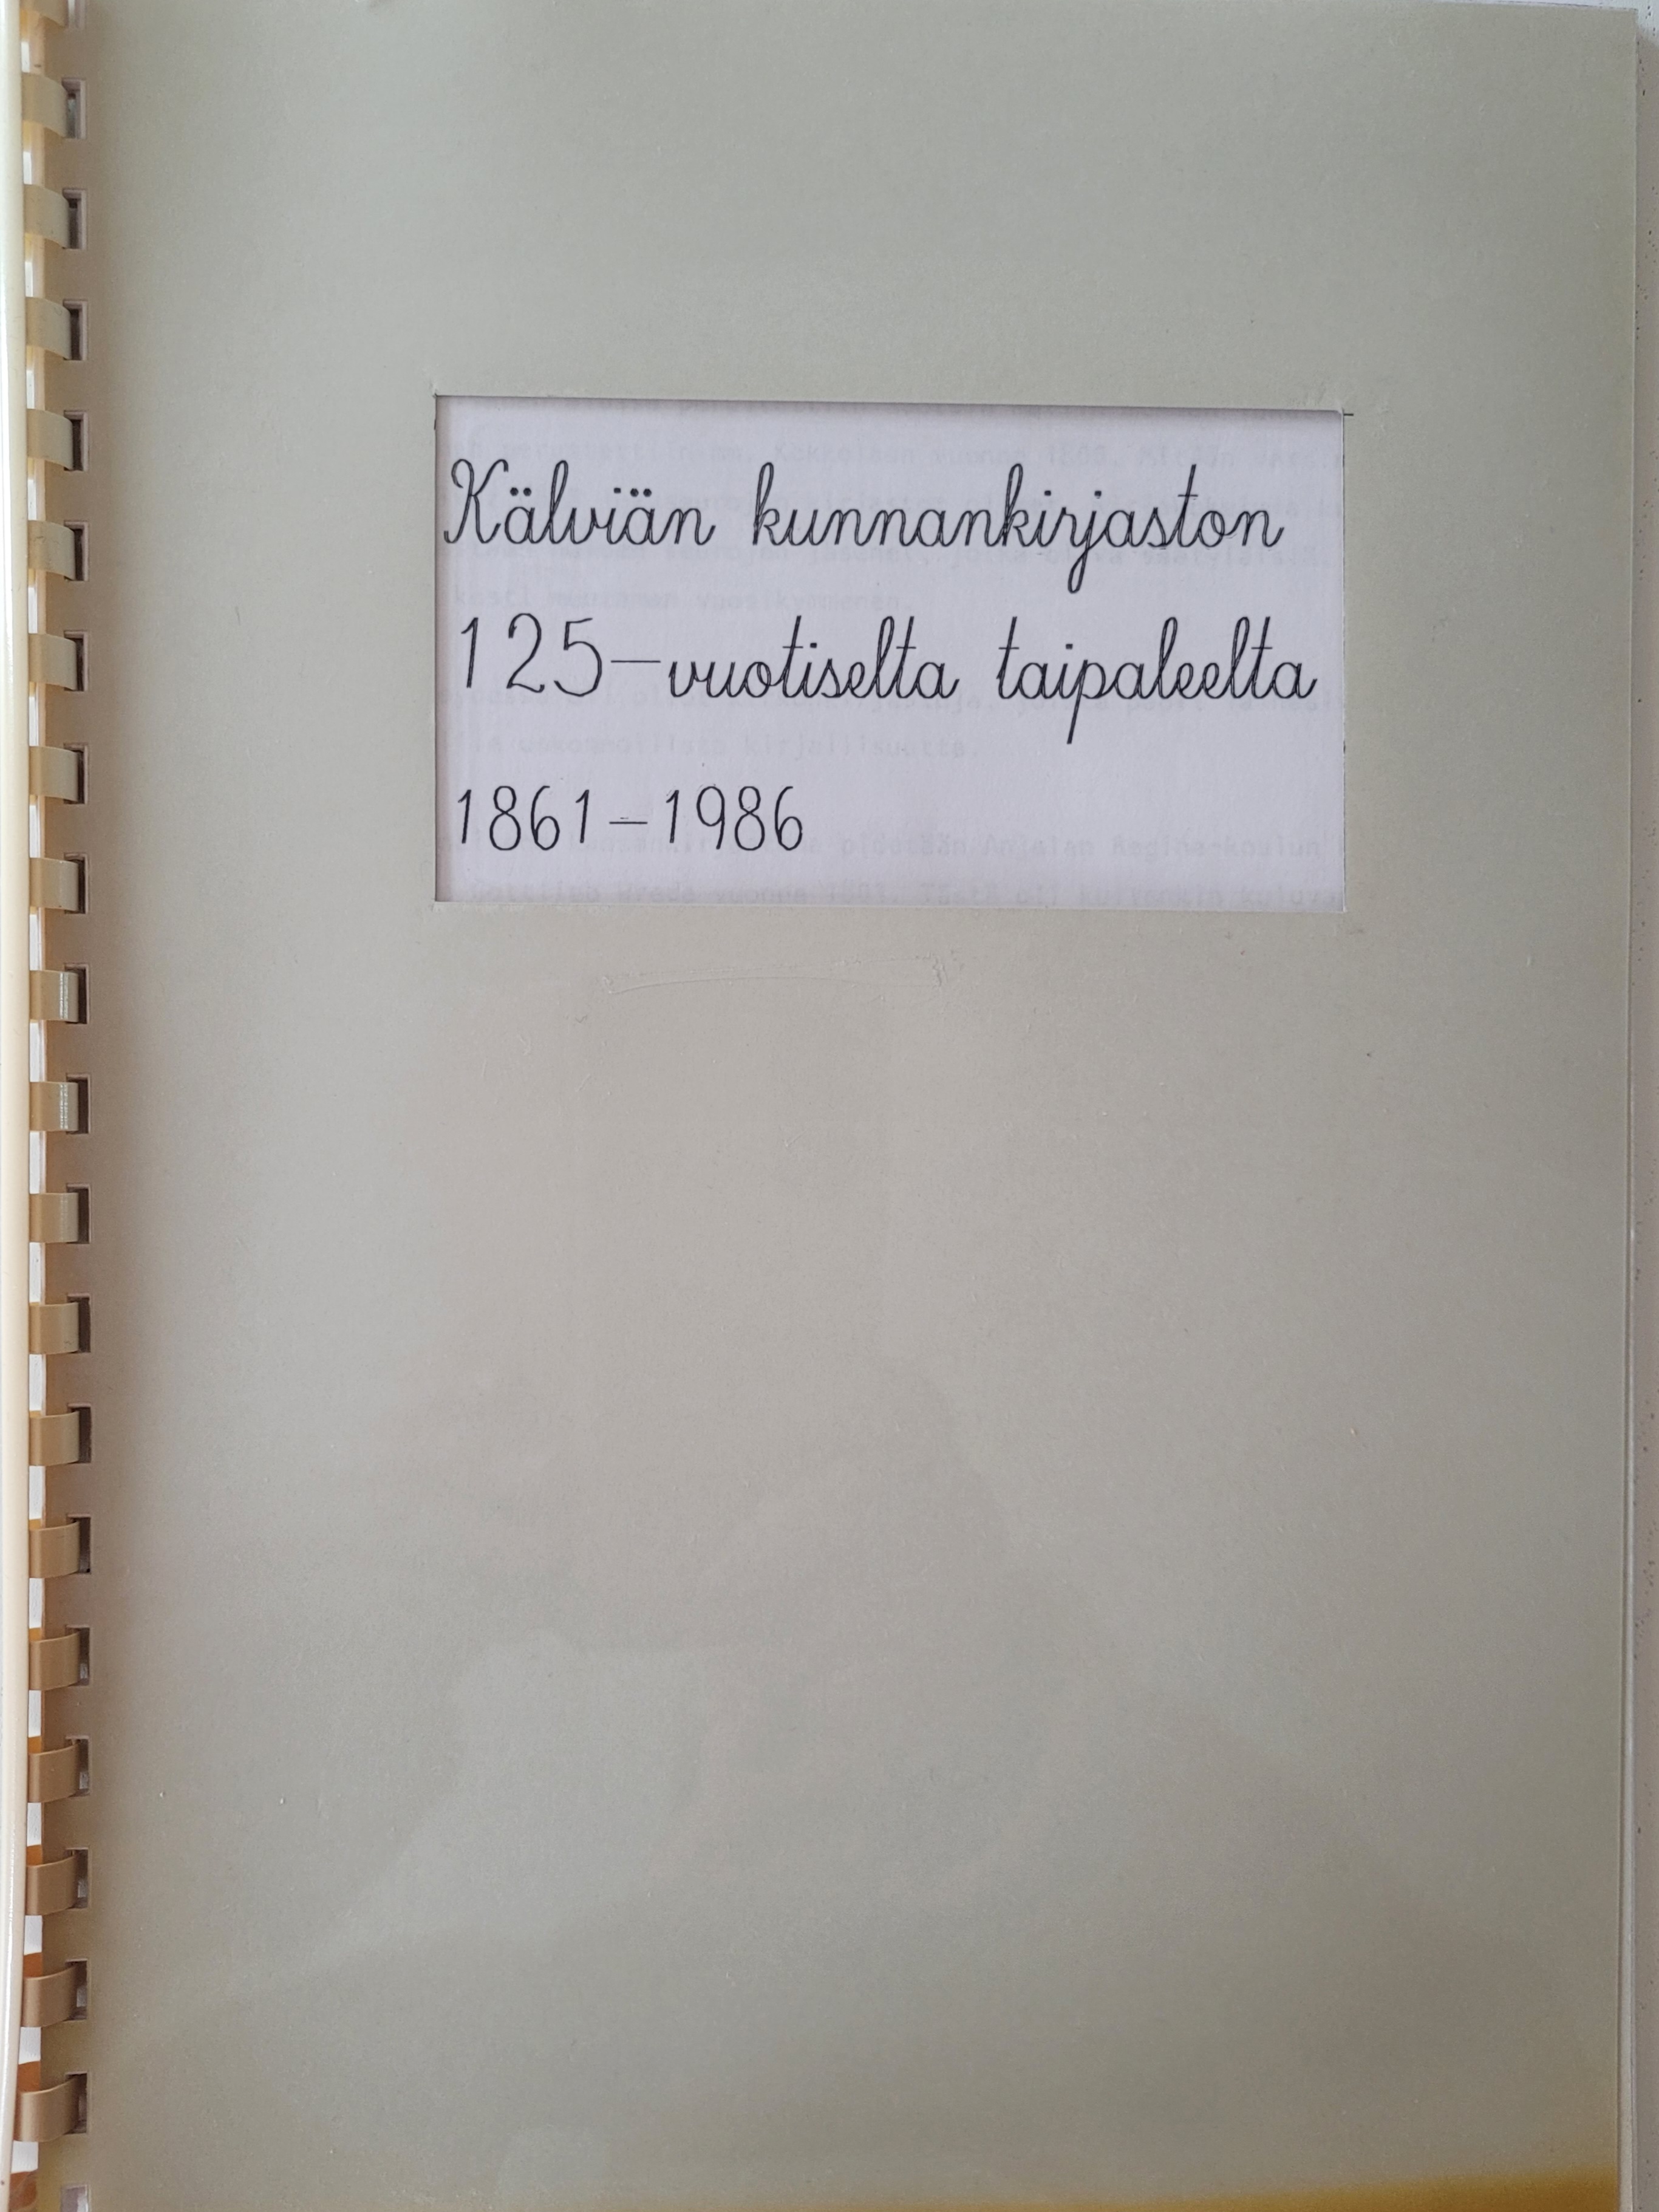 Kälviän kunnankirjaston
125-vuotiselta taipaleelta
1861-1986